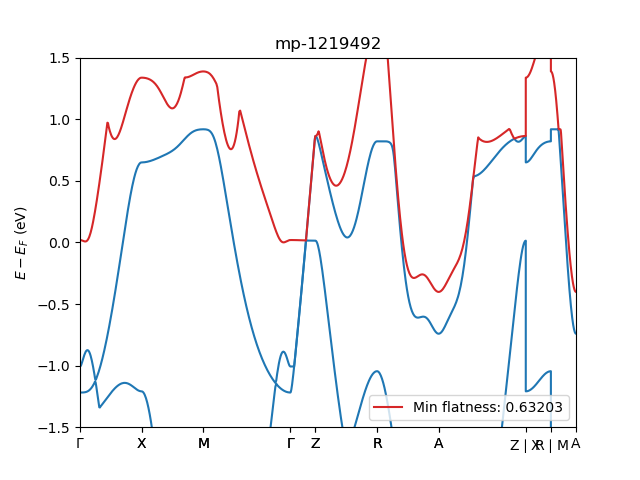 mp-1219492
1.5
1.0
0.5
0.0
−0.5
−1.0
−1.5
E − E_F (eV)
Min flatness: 0.63203
Γ X M Γ Z R A Z | X R | M A